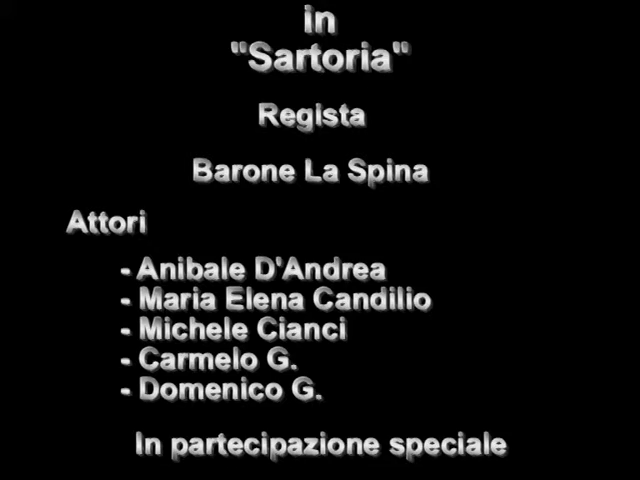 in
"Sartoria"
Regista
Barone La Spina
Attori
- Anibale D'Andrea
- Maria Elena Candilio
- Michele Cianci
- Carmelo G.
- Domenico G.
In partecipazione speciale